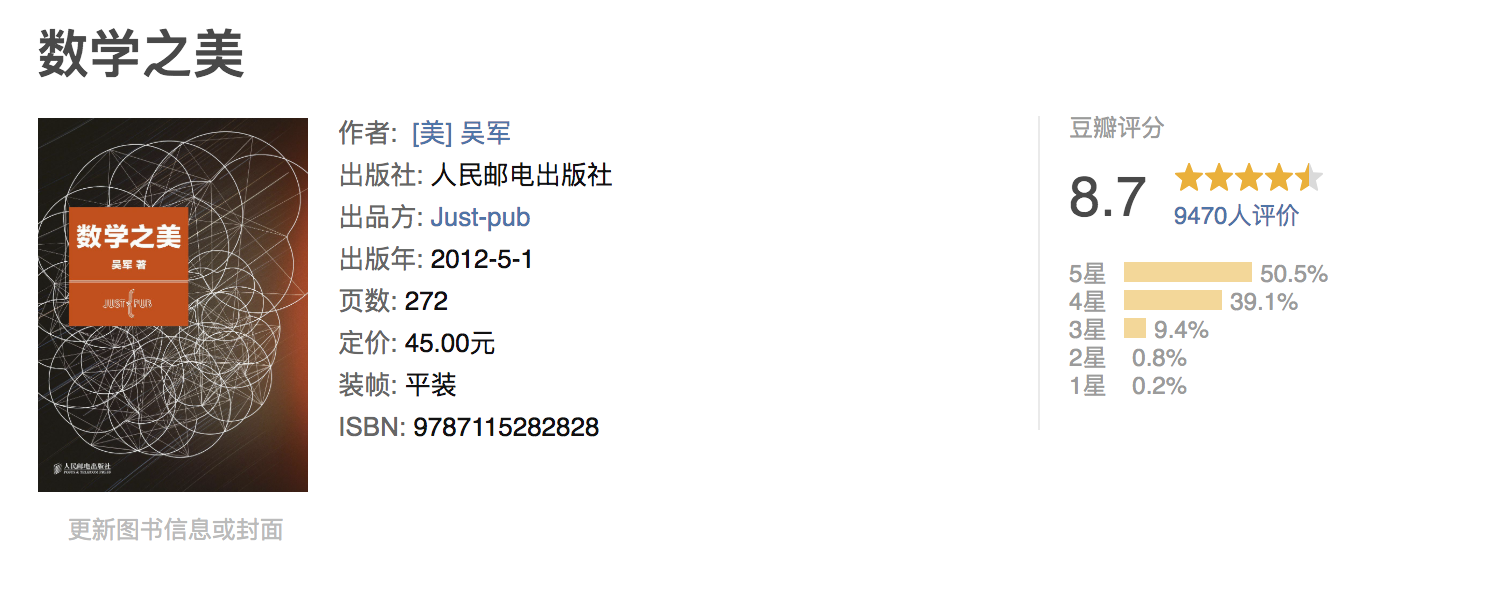 数学之美
数学之美
吴军 著
JUST PUB
人民邮电出版社
POSTS & TELECOM PRESS
更新图书信息或封面
作者: [美] 吴军
出版社: 人民邮电出版社
出品方: Just-pub
出版年: 2012-5-1
页数: 272
定价: 45.00元
装帧: 平装
ISBN: 9787115282828
豆瓣评分
8.7
9470人评价
5星 50.5%
4星 39.1%
3星 9.4%
2星 0.8%
1星 0.2%